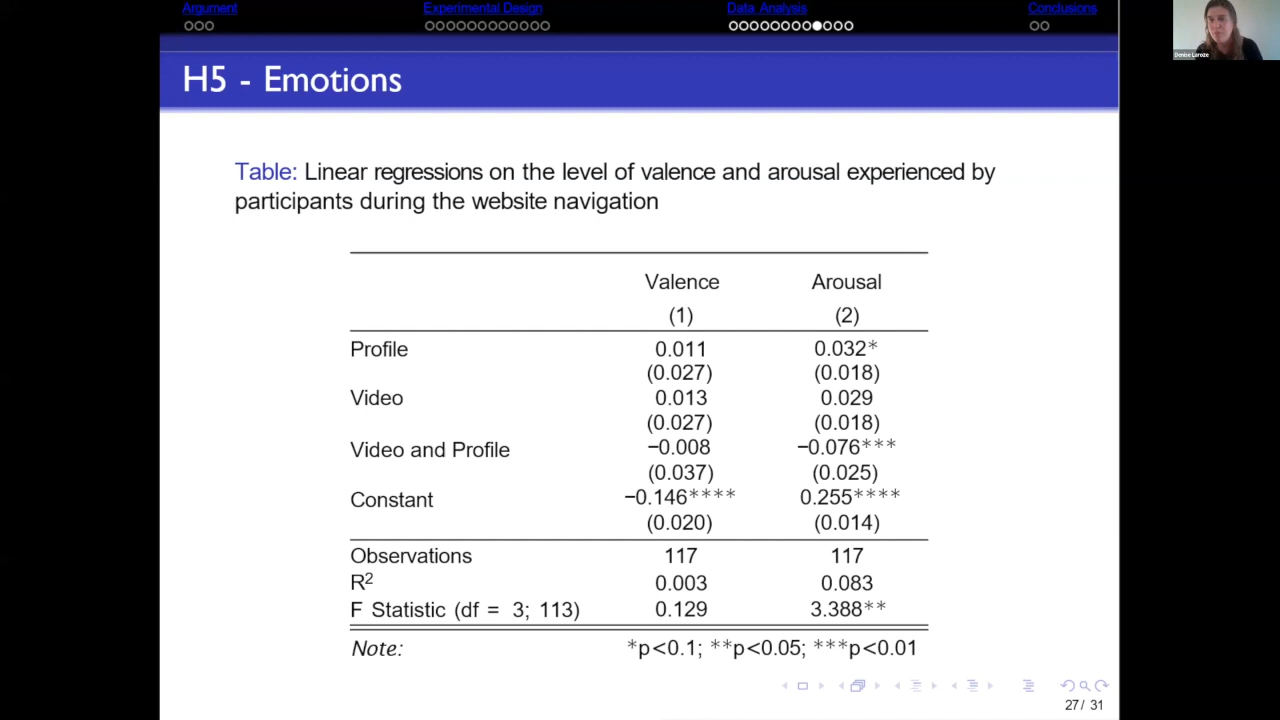 Argument Experimental Design Data Analysis Conclusions
Denise Laroze
H5 - Emotions
Table: Linear regressions on the level of valence and arousal experienced by
participants during the website navigation
Valence Arousal
(1) (2)
Profile 0.011 0.032*
(0.027) (0.018)
Video 0.013 0.029
(0.027) (0.018)
Video and Profile −0.008 −0.076***
(0.037) (0.025)
Constant −0.146**** 0.255****
(0.020) (0.014)
Observations 117 117
R2 0.003 0.083
F Statistic (df = 3; 113) 0.129 3.388**
Note: *p<0.1; **p<0.05; ***p<0.01
27/ 31